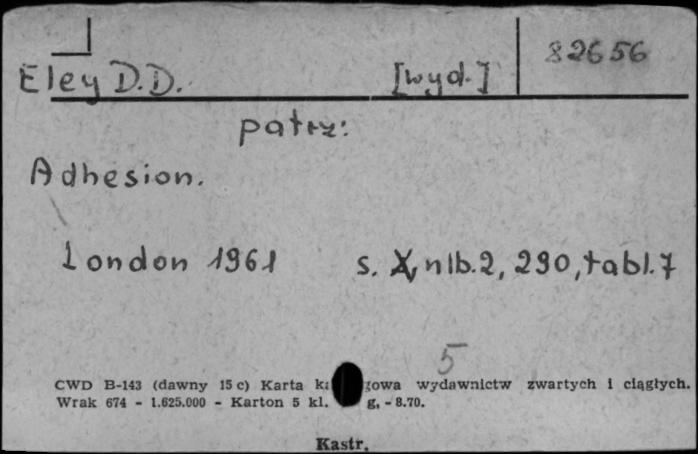 82656
Eley D.D. [wyd.]
patrz:
Adhesion.
London 1961 s. X, nlb.2, 290, tabl.7
5
CWD B-143 (dawny 15 c) Karta ka gowa wydawnictw zwartych i ciągłych.
Wrak 674 - 1.625.000 - Karton 5 kl. g, - 8.70.
Kastr.